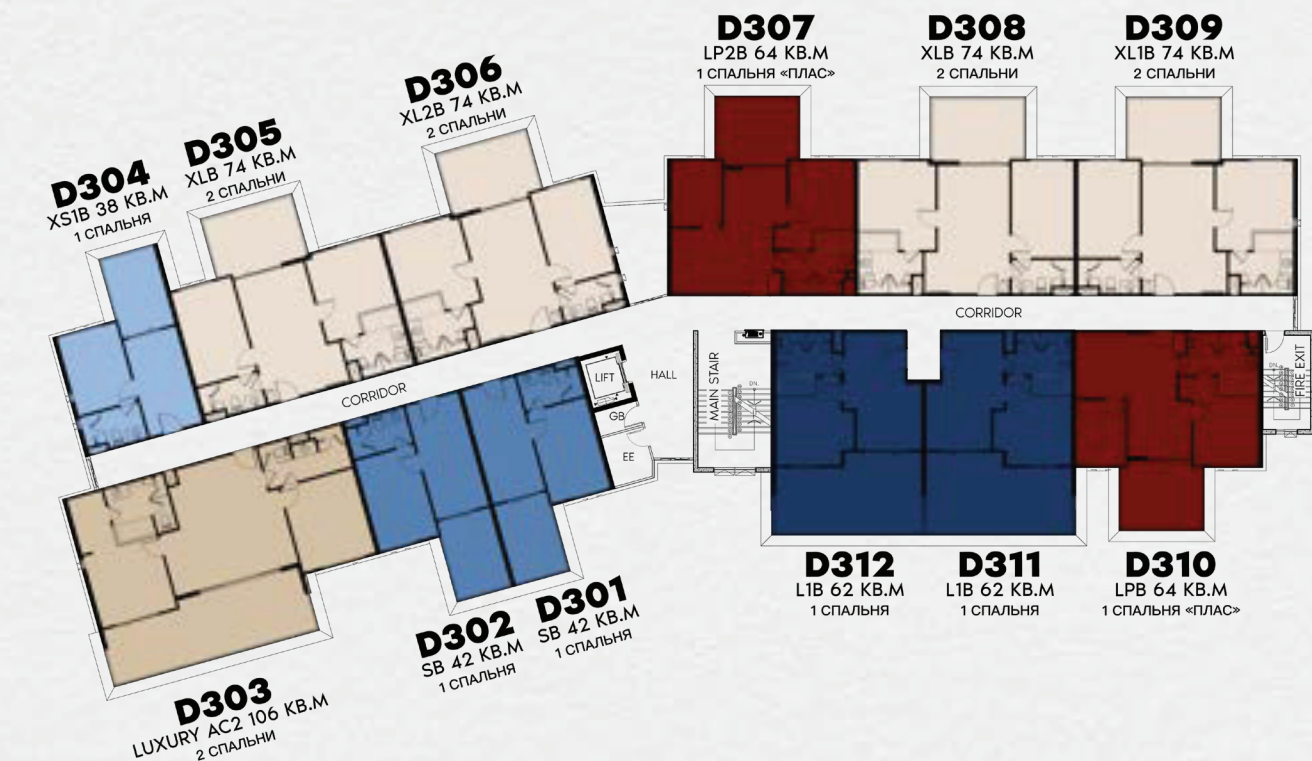 D307
LP2B 64 КВ.М
1 СПАЛЬНЯ «ПЛАС»
D308
XLB 74 КВ.М
2 СПАЛЬНИ
D309
XL1B 74 КВ.М
2 СПАЛЬНИ
D306
XL2B 74 КВ.М
2 СПАЛЬНИ
D305
XLB 74 КВ.М
2 СПАЛЬНИ
D304
XS1B 38 КВ.М
1 СПАЛЬНЯ
CORRIDOR
CORRIDOR
LIFT
HALL
GB
EE
MAIN STAIR
DN.
DN.
FIRE EXIT
D312
L1B 62 КВ.М
1 СПАЛЬНЯ
D311
L1B 62 КВ.М
1 СПАЛЬНЯ
D310
LPB 64 КВ.М
1 СПАЛЬНЯ «ПЛАС»
D301
SB 42 КВ.М
1 СПАЛЬНЯ
D302
SB 42 КВ.М
1 СПАЛЬНЯ
D303
LUXURY AC2 106 КВ.М
2 СПАЛЬНИ